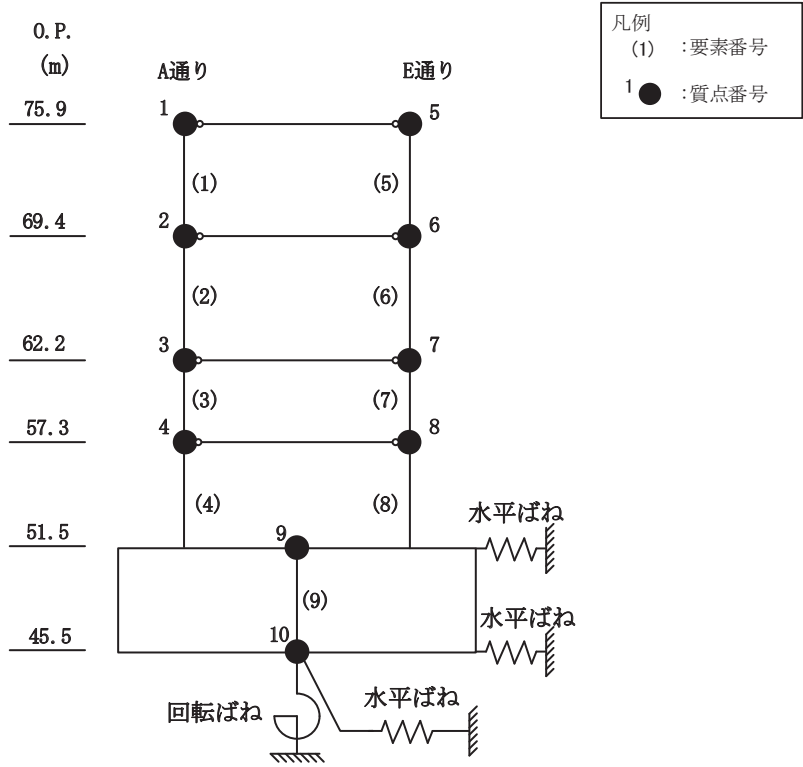 O.P.
(m)
A通り
E通り
凡例
(1) :要素番号
1 :質点番号
75.9
1
5
(1)
(5)
69.4
2
6
(2)
(6)
62.2
3
7
(3)
(7)
57.3
4
8
(4)
(8)
水平ばね
51.5
9
(9)
水平ばね
45.5
10
回転ばね
水平ばね